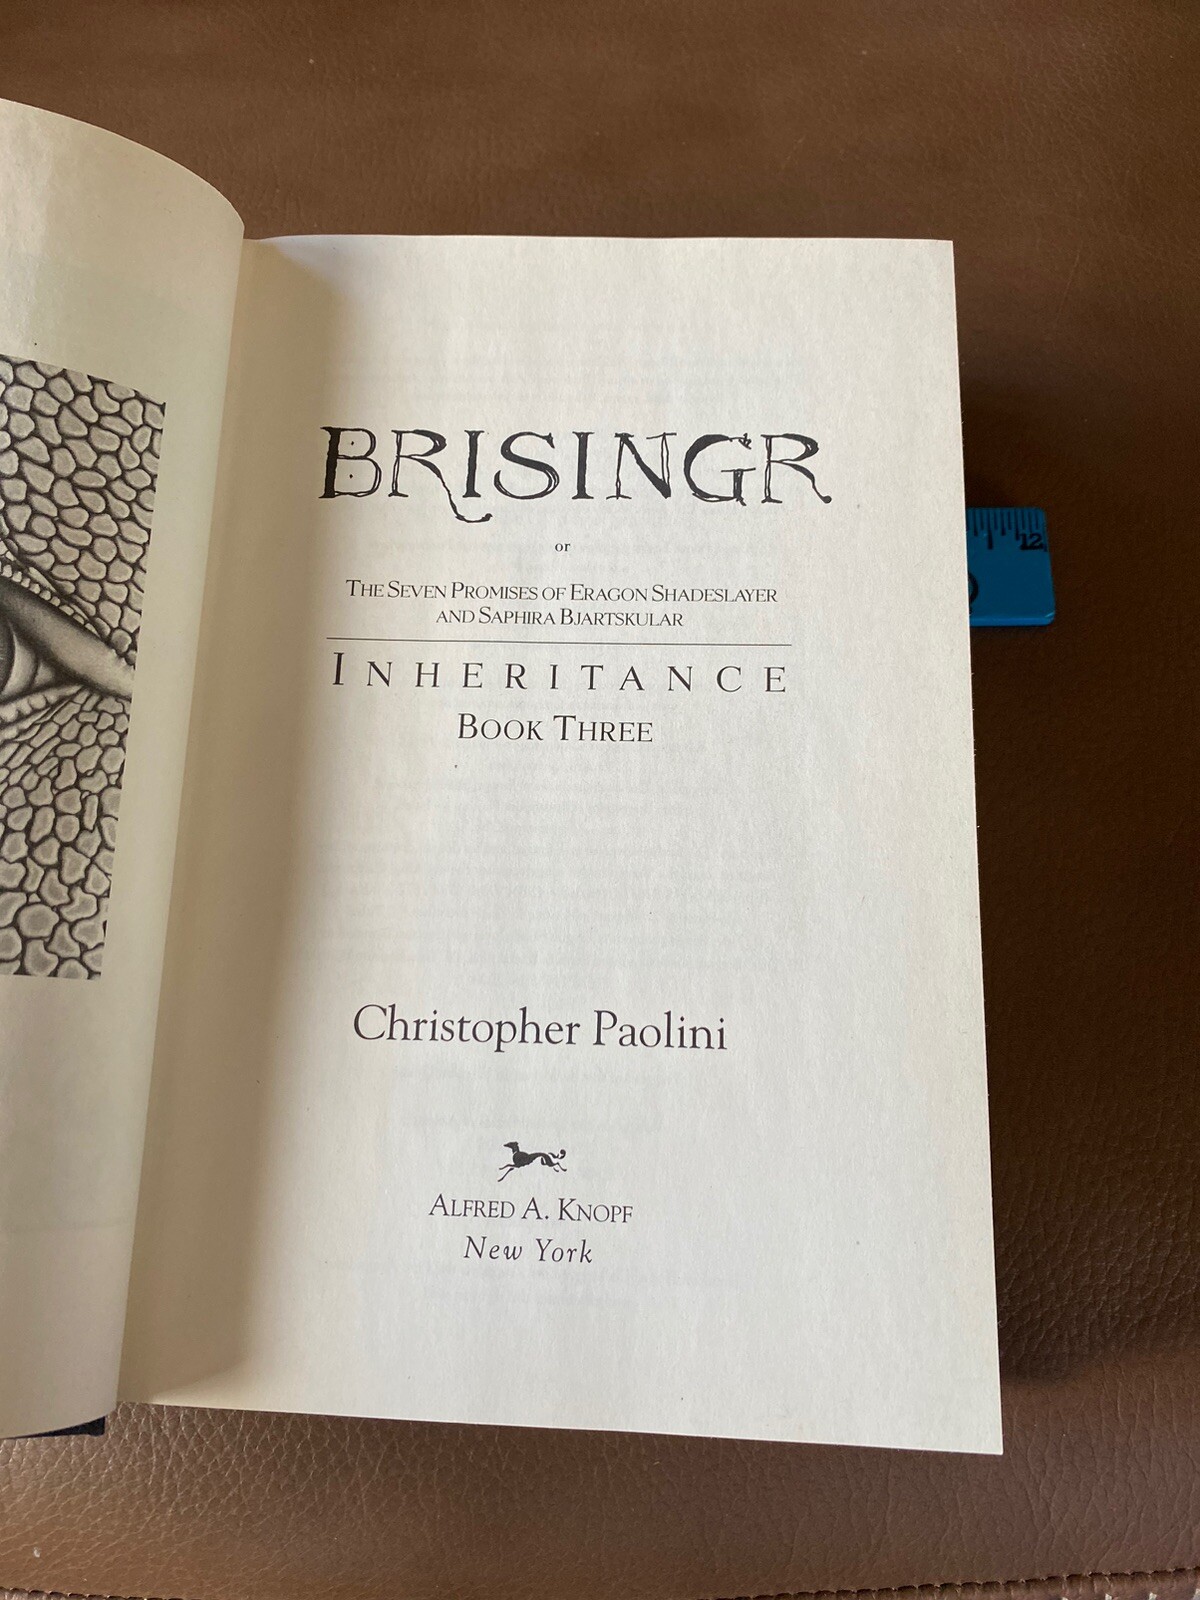 BRISINGR
or
THE SEVEN PROMISES OF ERAGON SHADESLAYER
AND SAPHIRA BJARTSKULAR
INHERITANCE
BOOK THREE
Christopher Paolini
ALFRED A. KNOPF
New York
12